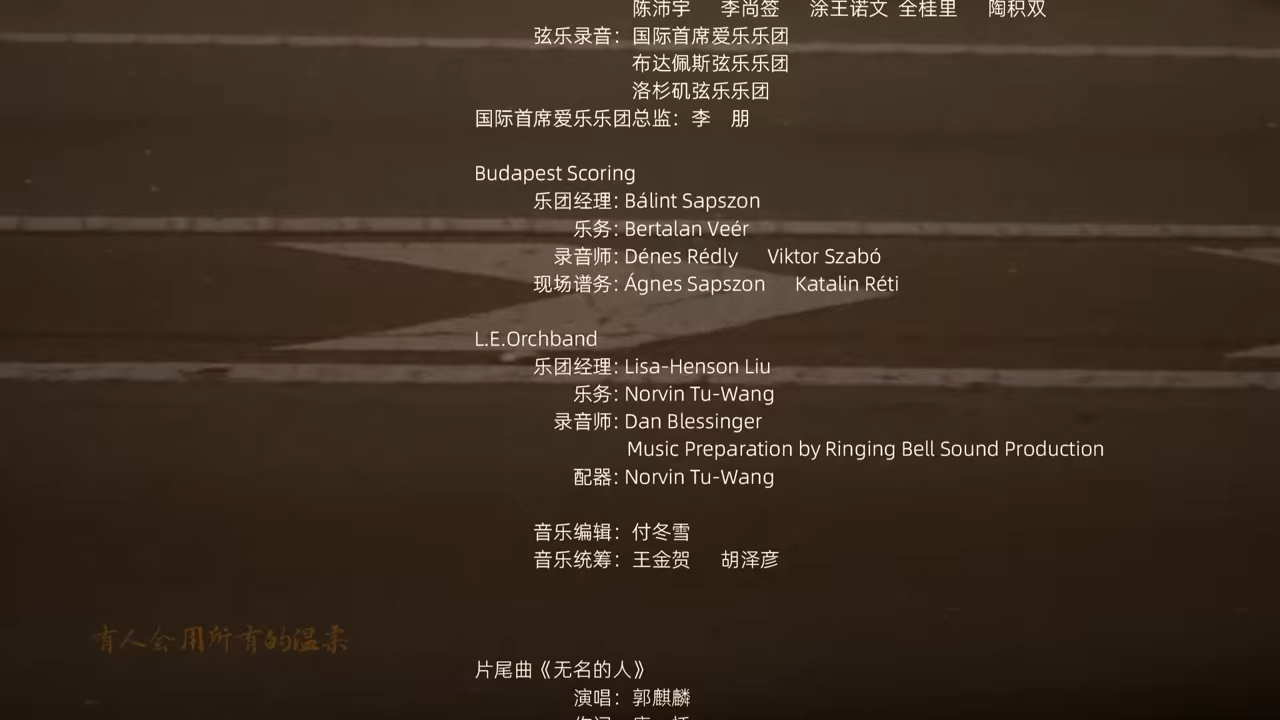 陈沛宇 李尚签 涂王诺文 全桂里 陶积双
弦乐录音：国际首席爱乐乐团
布达佩斯弦乐乐团
洛杉矶弦乐乐团
国际首席爱乐乐团总监：李 朋
Budapest Scoring
乐团经理：Bálint Sapszon
乐务：Bertalan Veér
录音师：Dénes Rédly Viktor Szabó
现场谱务：Ágnes Sapszon Katalin Réti
L.E.Orchband
乐团经理：Lisa-Henson Liu
乐务：Norvin Tu-Wang
录音师：Dan Blessinger
Music Preparation by Ringing Bell Sound Production
配器：Norvin Tu-Wang
音乐编辑：付冬雪
音乐统筹：王金贺 胡泽彦
有人会用所有的温柔
片尾曲《无名的人》
演唱：郭麒麟